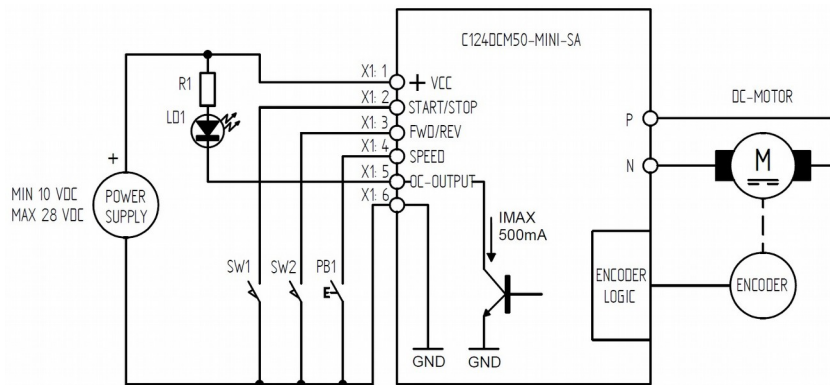 C124DCM50-MINI-SA
R1
LD1
X1: 1
+ VCC
X1: 2
START/STOP
X1: 3
FWD/REV
X1: 4
SPEED
X1: 5
OC-OUTPUT
X1: 6
DC-MOTOR
P
N
M
+
MIN 10 VDC
MAX 28 VDC
POWER
SUPPLY
SW1
SW2
PB1
IMAX
500mA
ENCODER
LOGIC
ENCODER
GND
GND